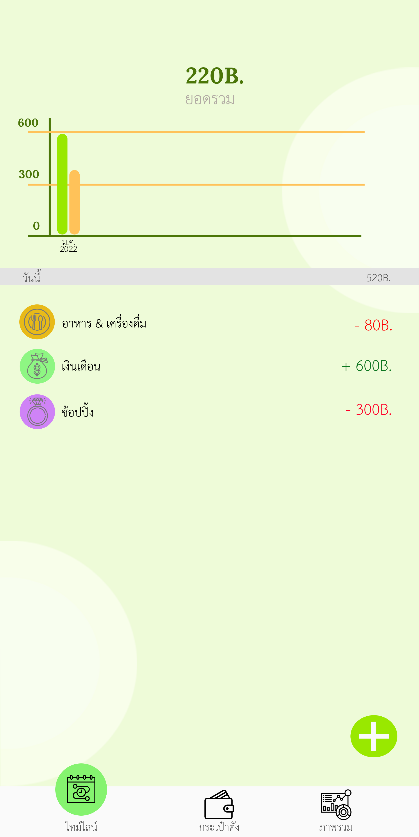 220B.
ยอดรวม
600
300
0
ปี
2022
วันนี้ 520B.
อาหาร & เครื่องดื่ม - 80B.
เงินเดือน + 600B.
ช้อปปิ้ง - 300B.
ไทม์ไลน์ กระเป๋าตัง ภาพรวม